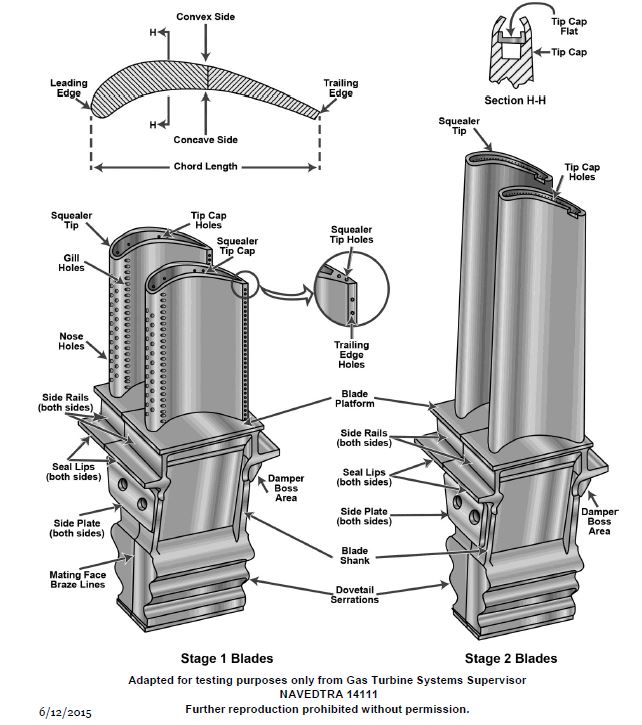 Convex Side
H
Leading
Edge
Trailing
Edge
H
Concave Side
Chord Length
Tip Cap
Flat
Tip Cap
Section H-H
Squealer
Tip
Tip Cap
Holes
Squealer
Tip
Tip Cap
Holes
Squealer
Tip Cap
Gill
Holes
Nose
Holes
Squealer
Tip Holes
Trailing
Edge
Holes
Side Rails
(both sides)
Seal Lips
(both sides)
Side Plate
(both sides)
Mating Face
Braze Lines
Damper
Boss
Area
Blade
Platform
Side Rails
(both sides)
Seal Lips
(both sides)
Side Plate
(both sides)
Blade
Shank
Dovetail
Serrations
Damper
Boss
Area
Stage 1 Blades
Stage 2 Blades
Adapted for testing purposes only from Gas Turbine Systems Supervisor
NAVEDTRA 14111
Further reproduction prohibited without permission.
6/12/2015